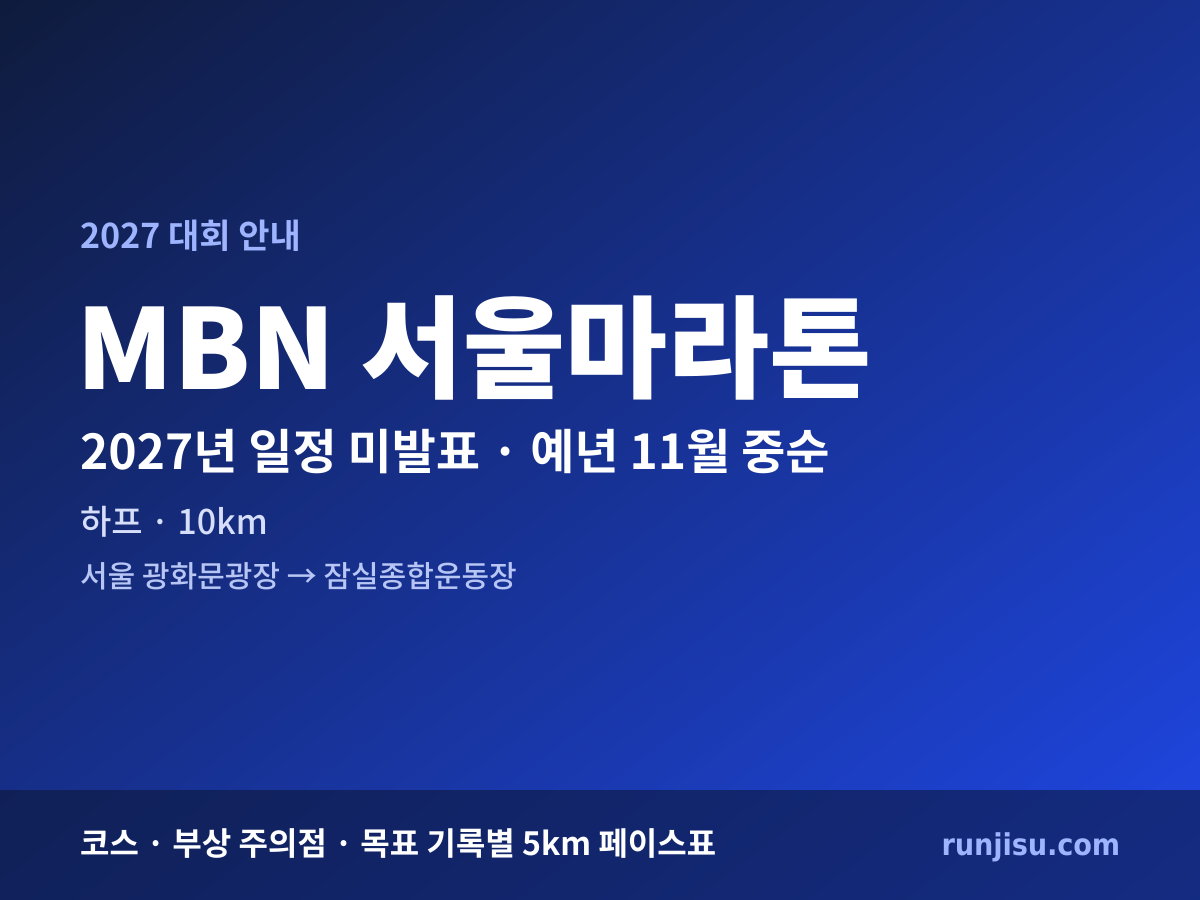 2027 대회 안내
MBN 서울마라톤
2027년 일정 미발표 · 예년 11월 중순
하프 · 10km
서울 광화문광장 → 잠실종합운동장
코스 · 부상 주의점 · 목표 기록별 5km 페이스표
runjisu.com